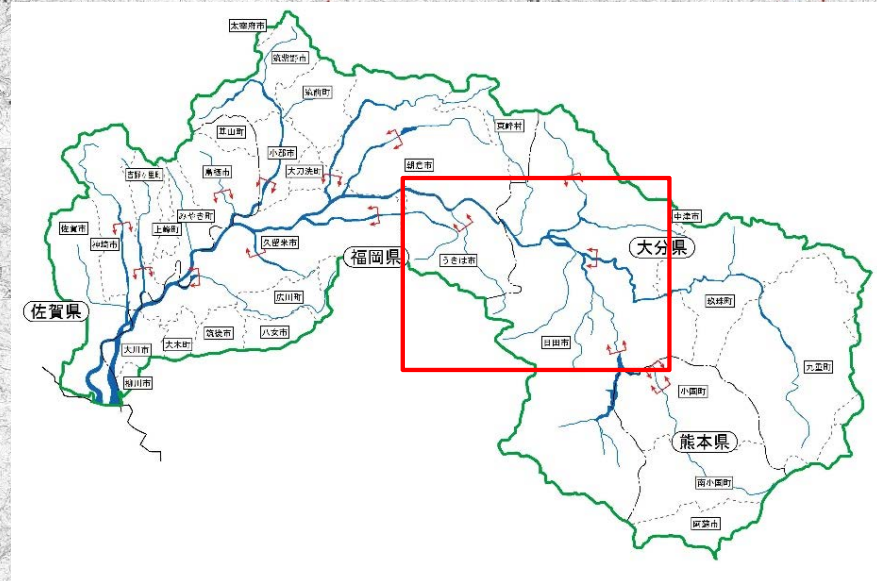 太宰府市
筑紫野市
筑前町
東峰村
基山町
小郡市
朝倉市
大刀洗町
鳥栖市
吉野ヶ里町
みやき町
上峰町
佐賀市
神埼市
中津市
久留米市
福岡県
うきは市
大分県
玖珠町
佐賀県
広川町
八女市
筑後市
大木町
大川市
日田市
九重町
柳川市
小国町
熊本県
南小国町
阿蘇市